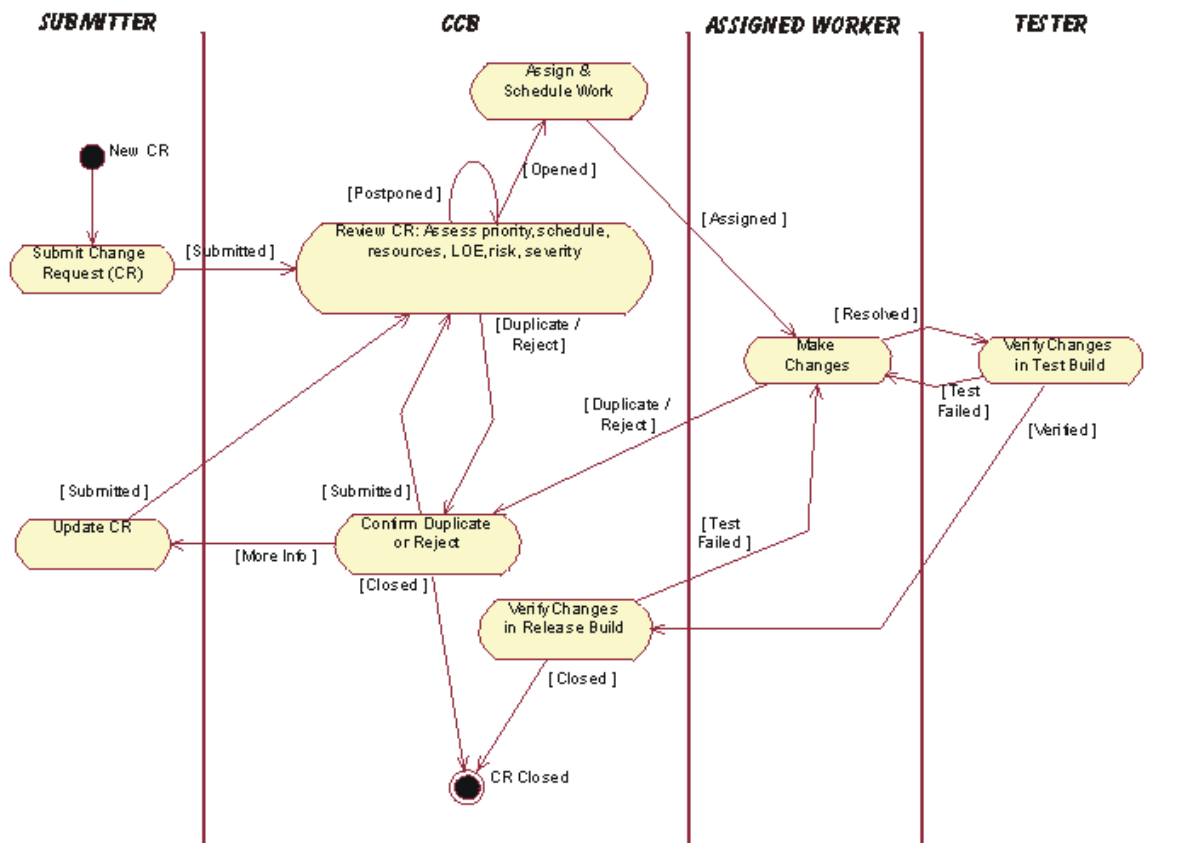 SUBMITTER
CCB
ASSIGNED WORKER
TESTER
Assign &
Schedule Work
New CR
[Postponed]
[Opened]
[Assigned]
Submit Change
Request (CR)
[Submitted]
Review CR: Assess priority,schedule,
resources, LOE,risk, severity
[Duplicate /
Reject]
[Resolved]
Make
Changes
Verify Changes
in Test Build
[Test
Failed]
[Duplicate /
Reject]
[Verified]
[Submitted]
[Submitted]
Update CR
[More Info]
Confirm Duplicate
or Reject
[Test
Failed]
[Closed]
Verify Changes
in Release Build
[Closed]
CR Closed